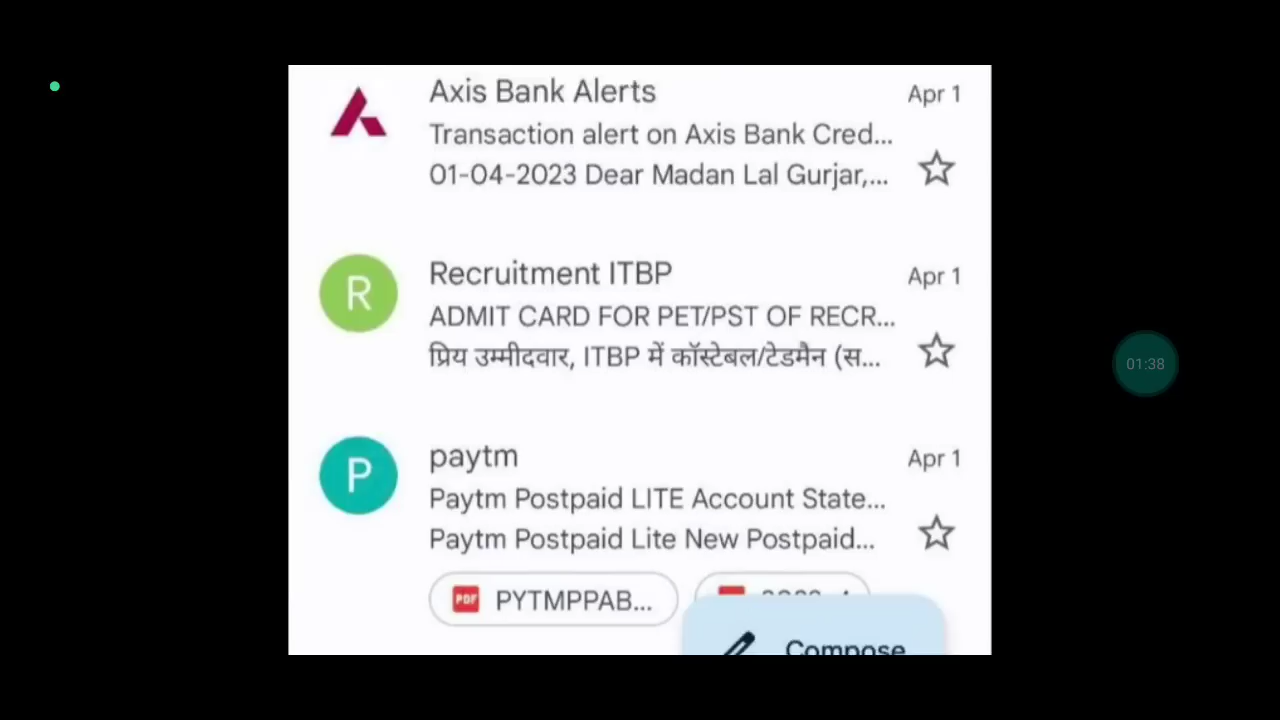 Axis Bank Alerts
Apr 1
Transaction alert on Axis Bank Cred...
01-04-2023 Dear Madan Lal Gurjar,...
R
Recruitment ITBP
Apr 1
ADMIT CARD FOR PET/PST OF RECR...
प्रिय उम्मीदवार, ITBP में कॉस्टेबल/टेडमैन (स...
01:38
P
paytm
Apr 1
Paytm Postpaid LITE Account State...
Paytm Postpaid Lite New Postpaid...
PDF PYTMPPAB...
Compose